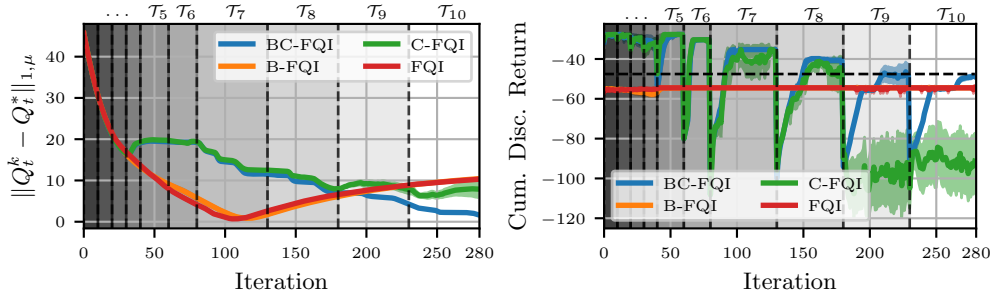 ... 𝒯5 𝒯6 𝒯7 𝒯8 𝒯9 𝒯10
‖Q_t^k − Q_t^*‖_{1,μ}
40
30
20
10
0
BC-FQI
B-FQI
C-FQI
FQI
0 50 100 150 200 250 280
Iteration
... 𝒯5 𝒯6 𝒯7 𝒯8 𝒯9 𝒯10
Cum. Disc. Return
−40
−60
−80
−100
−120
BC-FQI
B-FQI
C-FQI
FQI
0 50 100 150 200 250 280
Iteration